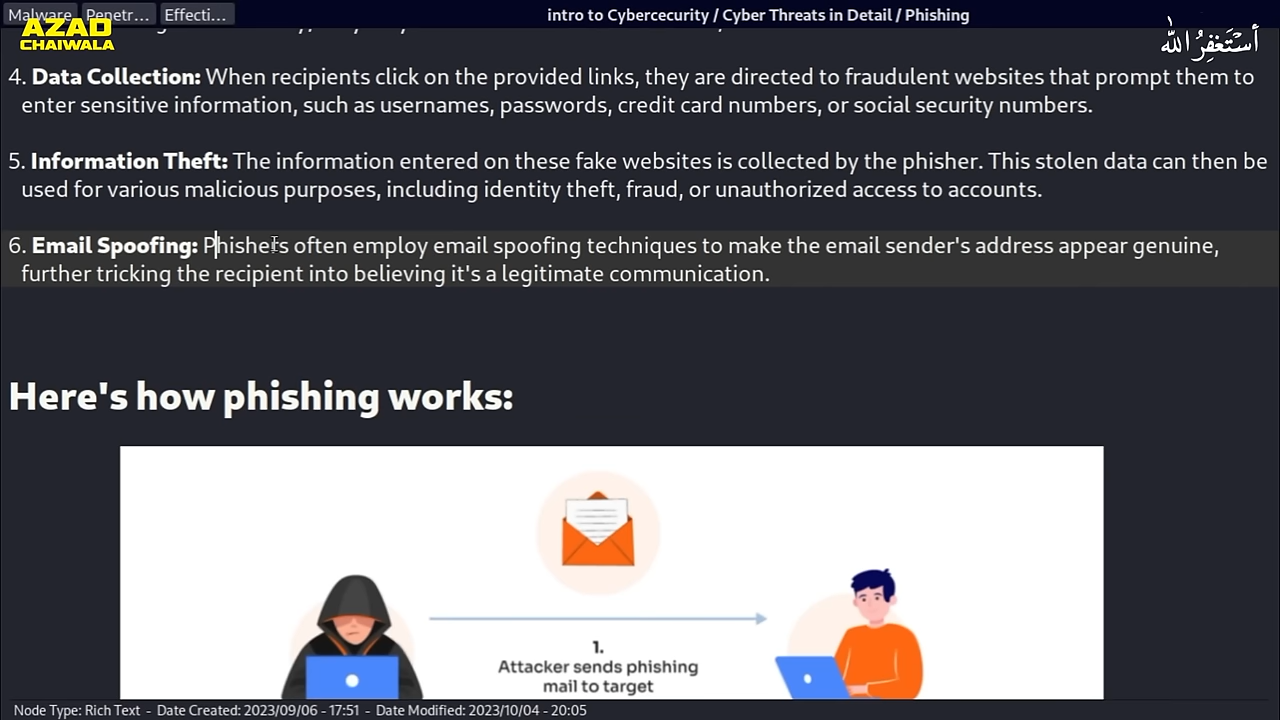 Malware Penetr... Effecti... intro to Cybercecurity / Cyber Threats in Detail / Phishing
AZAD
CHAIWALA
أستغفر الله
4. Data Collection: When recipients click on the provided links, they are directed to fraudulent websites that prompt them to
enter sensitive information, such as usernames, passwords, credit card numbers, or social security numbers.
5. Information Theft: The information entered on these fake websites is collected by the phisher. This stolen data can then be
used for various malicious purposes, including identity theft, fraud, or unauthorized access to accounts.
6. Email Spoofing: Phishers often employ email spoofing techniques to make the email sender's address appear genuine,
further tricking the recipient into believing it's a legitimate communication.
Here's how phishing works:
1.
Attacker sends phishing
mail to target
Node Type: Rich Text - Date Created: 2023/09/06 - 17:51 - Date Modified: 2023/10/04 - 20:05